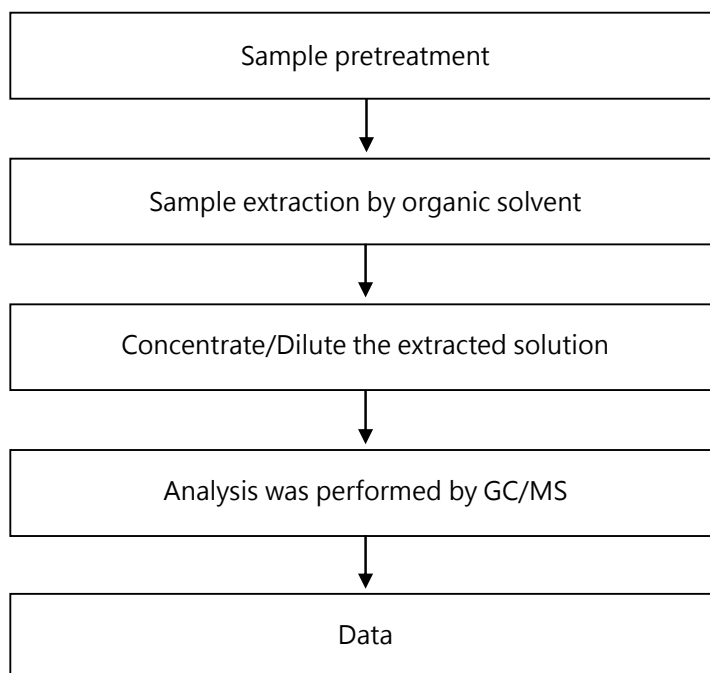 Sample pretreatment
Sample extraction by organic solvent
Concentrate/Dilute the extracted solution
Analysis was performed by GC/MS
Data